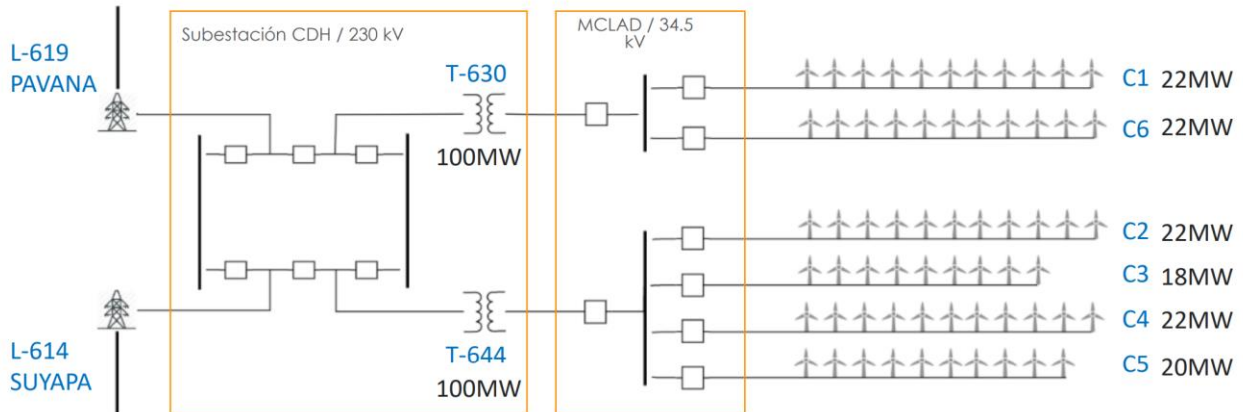 L-619
PAVANA
Subestación CDH / 230 kV
T-630
100MW
MCLAD / 34.5
kV
C1 22MW
C6 22MW
C2 22MW
C3 18MW
C4 22MW
C5 20MW
L-614
SUYAPA
T-644
100MW